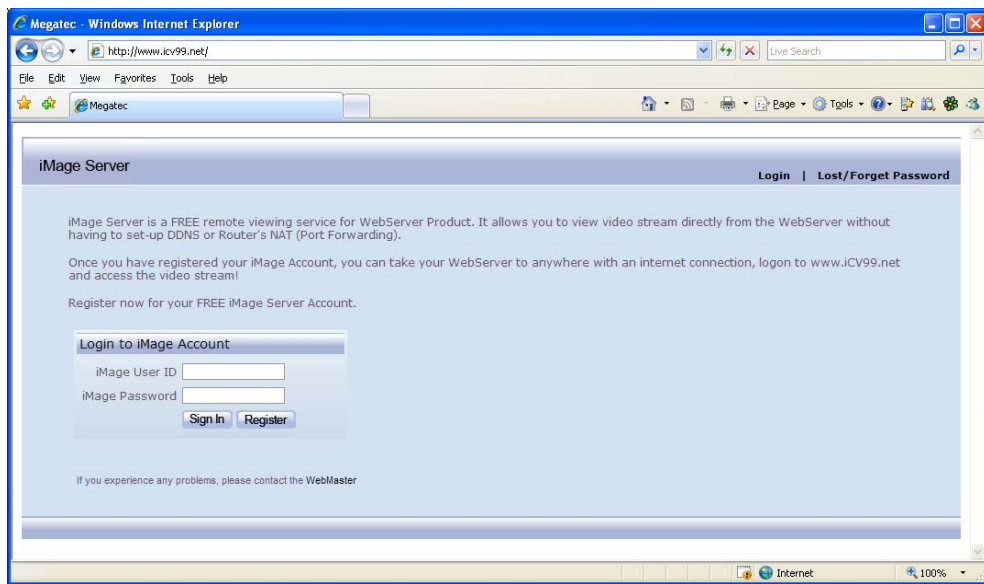 Megatec - Windows Internet Explorer
http://www.icv99.net/
Live Search
File Edit View Favorites Tools Help
Megatec
Page Tools
iMage Server
Login | Lost/Forget Password
iMage Server is a FREE remote viewing service for WebServer Product. It allows you to view video stream directly from the WebServer without
having to set-up DDNS or Router's NAT (Port Forwarding).
Once you have registered your iMage Account, you can take your WebServer to anywhere with an internet connection, logon to www.iCV99.net
and access the video stream!
Register now for your FREE iMage Server Account.
Login to iMage Account
iMage User ID
iMage Password
Sign In Register
If you experience any problems, please contact the WebMaster
Internet 100%